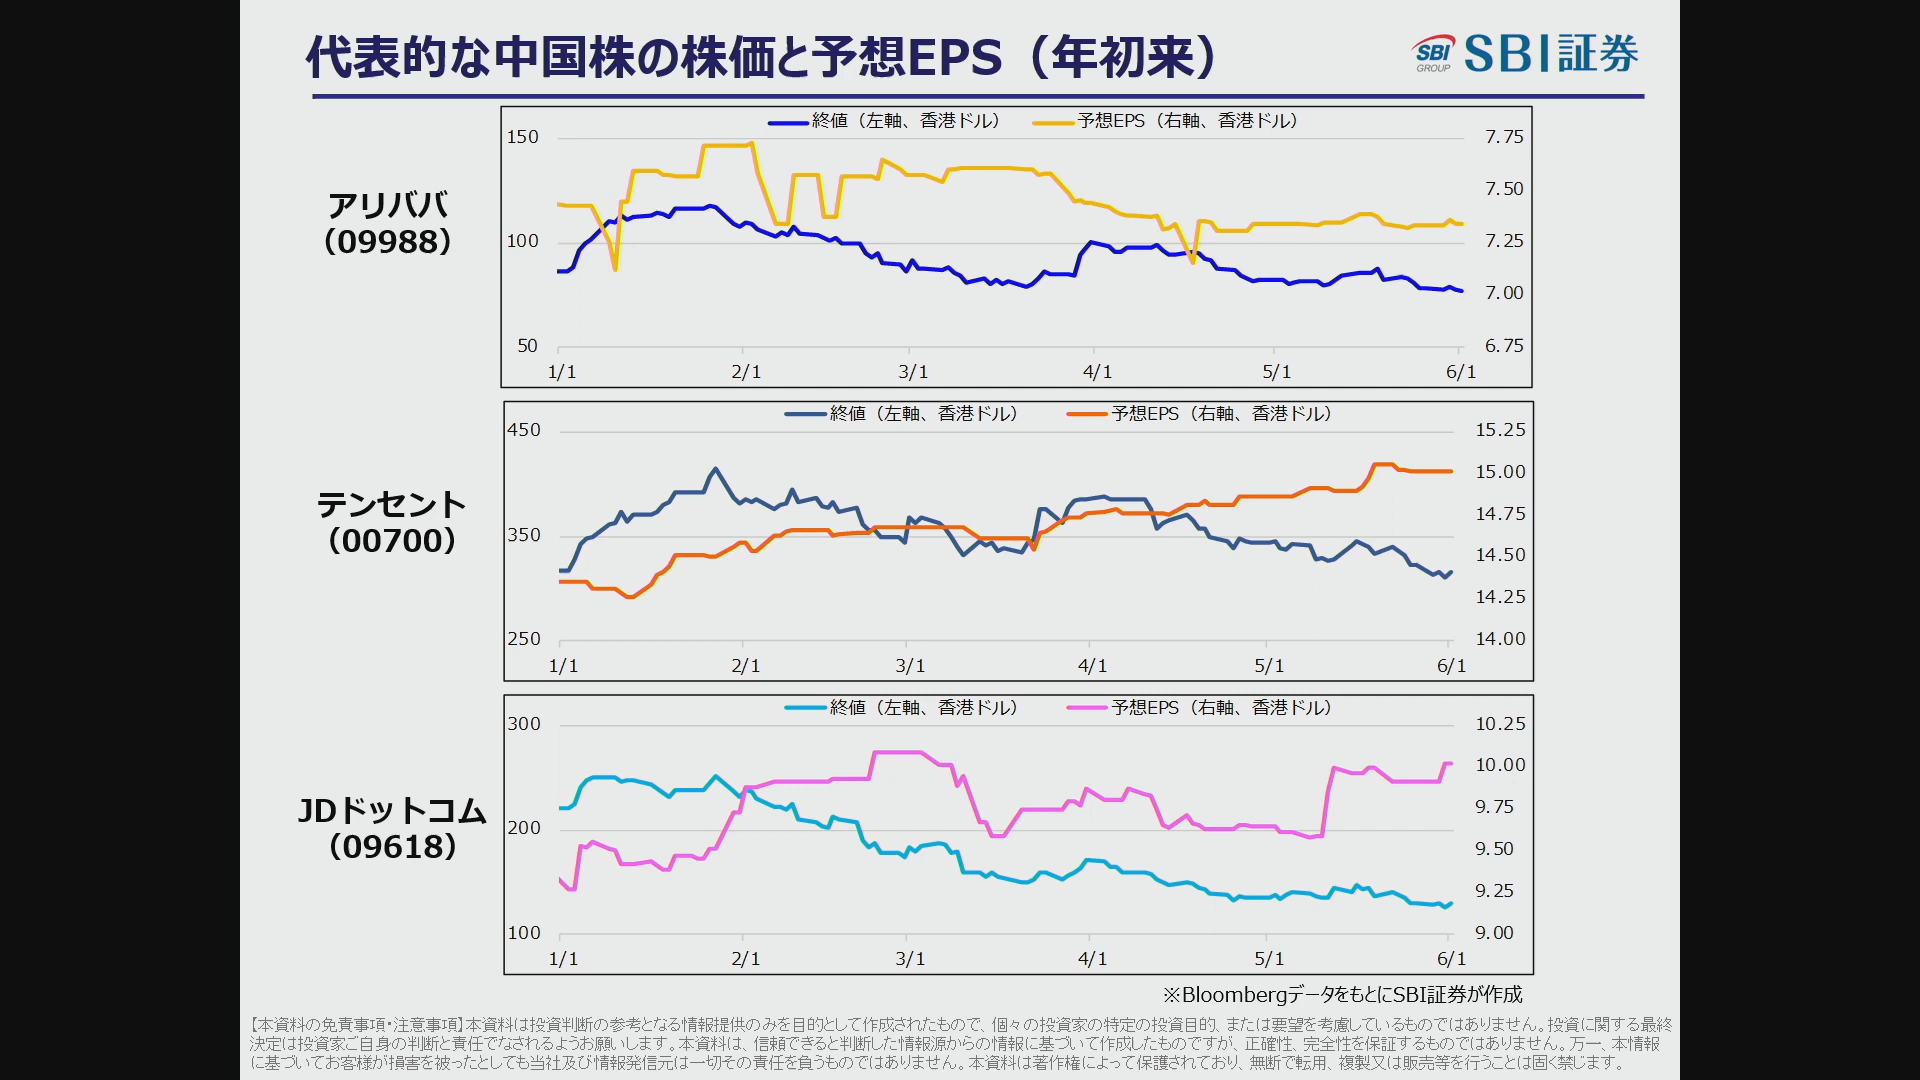 代表的な中国株の株価と予想EPS（年初来）
SBI
GROUP
SBI証券
アリババ
（09988）
終値（左軸、香港ドル）
予想EPS（右軸、香港ドル）
150
100
50
7.75
7.50
7.25
7.00
6.75
1/1
2/1
3/1
4/1
5/1
6/1
テンセント
（00700）
終値（左軸、香港ドル）
予想EPS（右軸、香港ドル）
450
350
250
15.25
15.00
14.75
14.50
14.25
14.00
1/1
2/1
3/1
4/1
5/1
6/1
JDドットコム
（09618）
終値（左軸、香港ドル）
予想EPS（右軸、香港ドル）
300
200
100
10.25
10.00
9.75
9.50
9.25
9.00
1/1
2/1
3/1
4/1
5/1
6/1
※BloombergデータをもとにSBI証券が作成
【本資料の免責事項・注意事項】本資料は投資判断の参考となる情報提供のみを目的として作成されたもので、個々の投資家の特定の投資目的、または要望を考慮しているものではありません。投資に関する最終
決定は投資家ご自身の判断と責任でなされるようお願いします。本資料は、信頼できると判断した情報源からの情報に基づいて作成したものですが、正確性、完全性を保証するものではありません。万一、本情報
に基づいてお客様が損害を被ったとしても当社及び情報発信元は一切その責任を負うものではありません。本資料は著作権によって保護されており、無断で転用、複製又は販売等を行うことは固く禁じます。